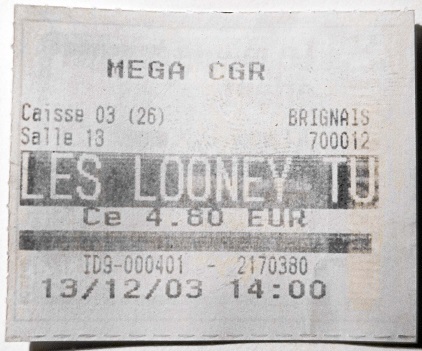 MEGA CGR
Caisse 03 (26) BRIGNAIS
Salle 13 700012
LES LOONEY TU
Ce 4.80 EUR
ID9-000401 - 2170380
13/12/03 14:00